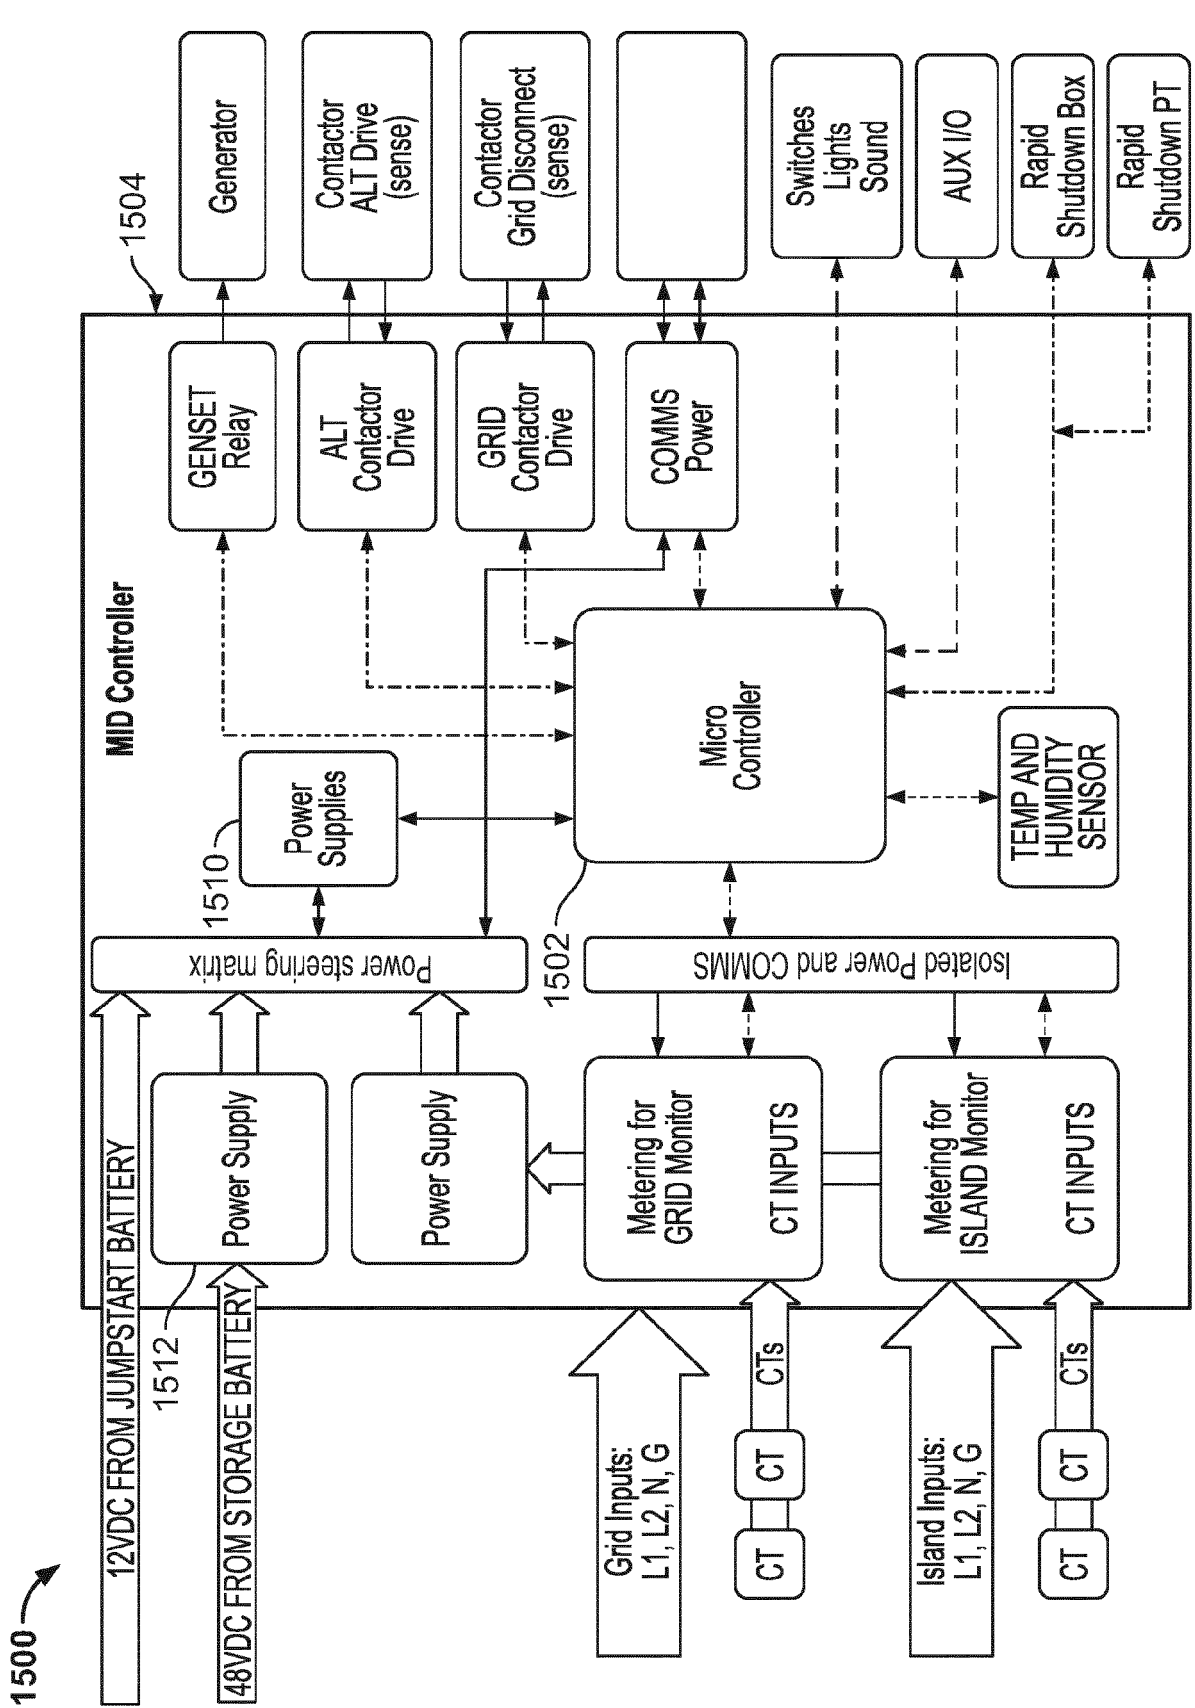 1500
12VDC FROM JUMPSTART BATTERY
48VDC FROM STORAGE BATTERY
1512
Grid Inputs:
L1, L2, N, G
CT
CT
CTs
Island Inputs:
L1, L2, N, G
CT
CT
CTs
MID Controller
1504
Power Supply
Power Supply
Metering for
GRID Monitor
CT INPUTS
Metering for
ISLAND Monitor
CT INPUTS
Power steering matrix
Isolated Power and COMMS
1510
Power
Supplies
1502
Micro
Controller
TEMP AND
HUMIDITY
SENSOR
GENSET
Relay
ALT
Contactor
Drive
GRID
Contactor
Drive
COMMS
Power
Generator
Contactor
ALT Drive
(sense)
Contactor
Grid Disconnect
(sense)
Switches
Lights
Sound
AUX I/O
Rapid
Shutdown Box
Rapid
Shutdown PT